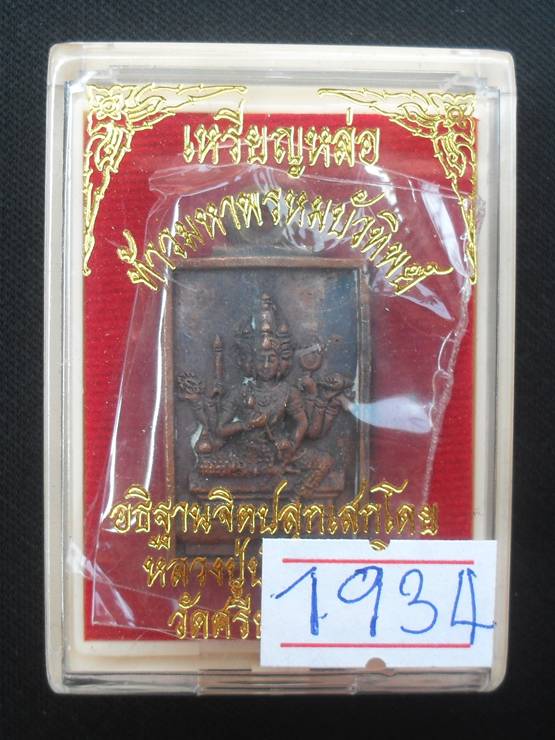 เหรียญหล่อ
ท้าวมหาพรหมบัวทิพย์
อธิฐานจิตปลุกเสกโดย
หลวงปู่
วัดศรี
1934